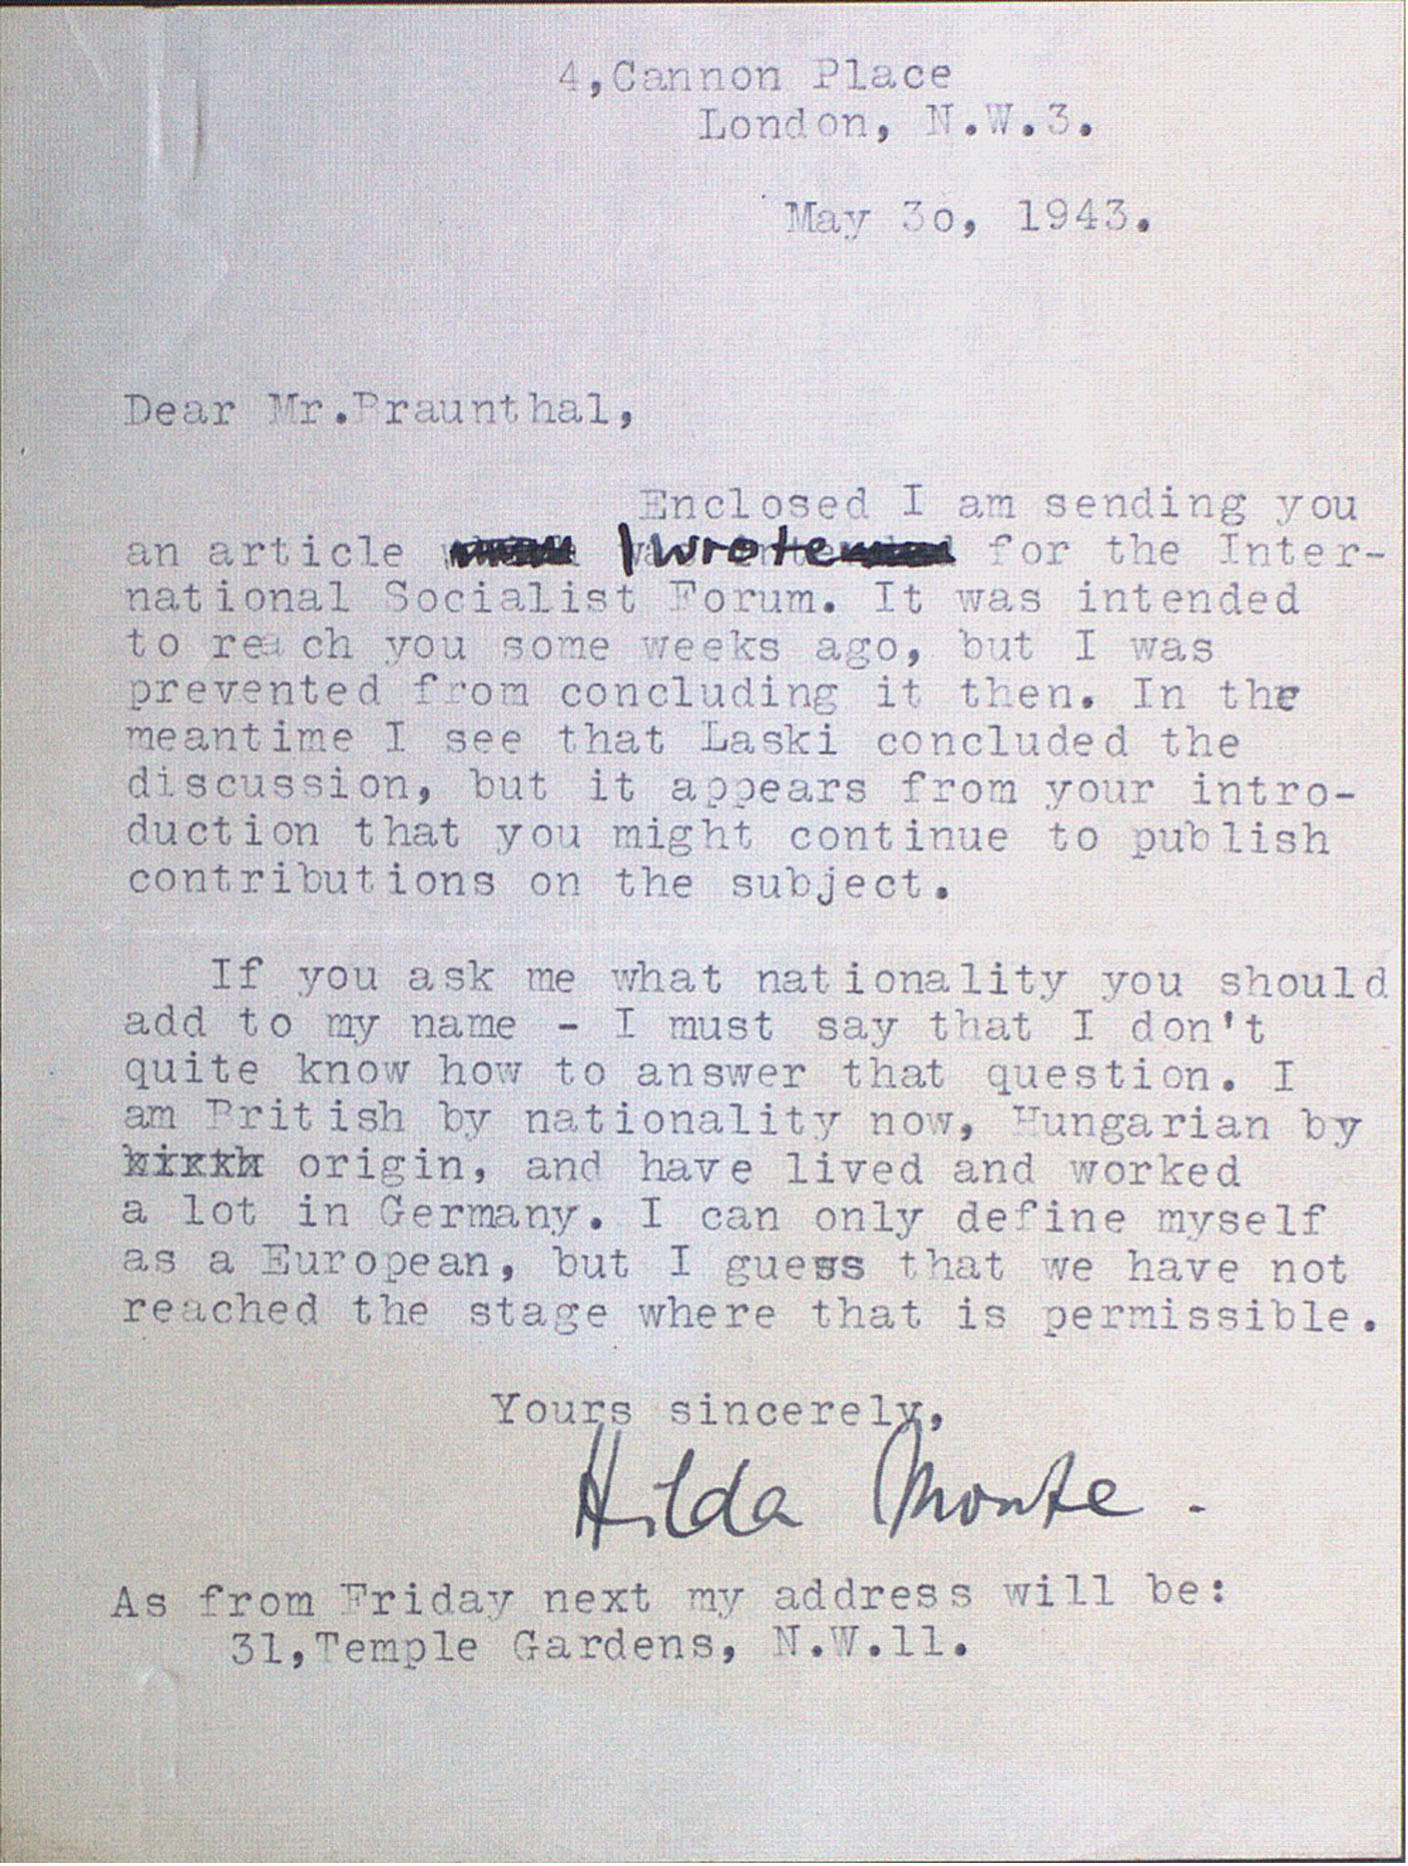 4,Cannon Place
London, N.W.3.
May 3o, 1943.
Dear Mr.Braunthal,
Enclosed I am sending you
an article I wrote for the Inter-
national Socialist Forum. It was intended
to reach you some weeks ago, but I was
prevented from concluding it then. In the
meantime I see that Laski concluded the
discussion, but it appears from your intro-
duction that you might continue to publish
contributions on the subject.
If you ask me what nationality you should
add to my name - I must say that I don't
quite know how to answer that question. I
am British by nationality now, Hungarian by
origin, and have lived and worked
a lot in Germany. I can only define myself
as a European, but I guess that we have not
reached the stage where that is permissible.
Yours sincerely,
Hilda Monte.
As from Friday next my address will be:
31,Temple Gardens, N.W.11.